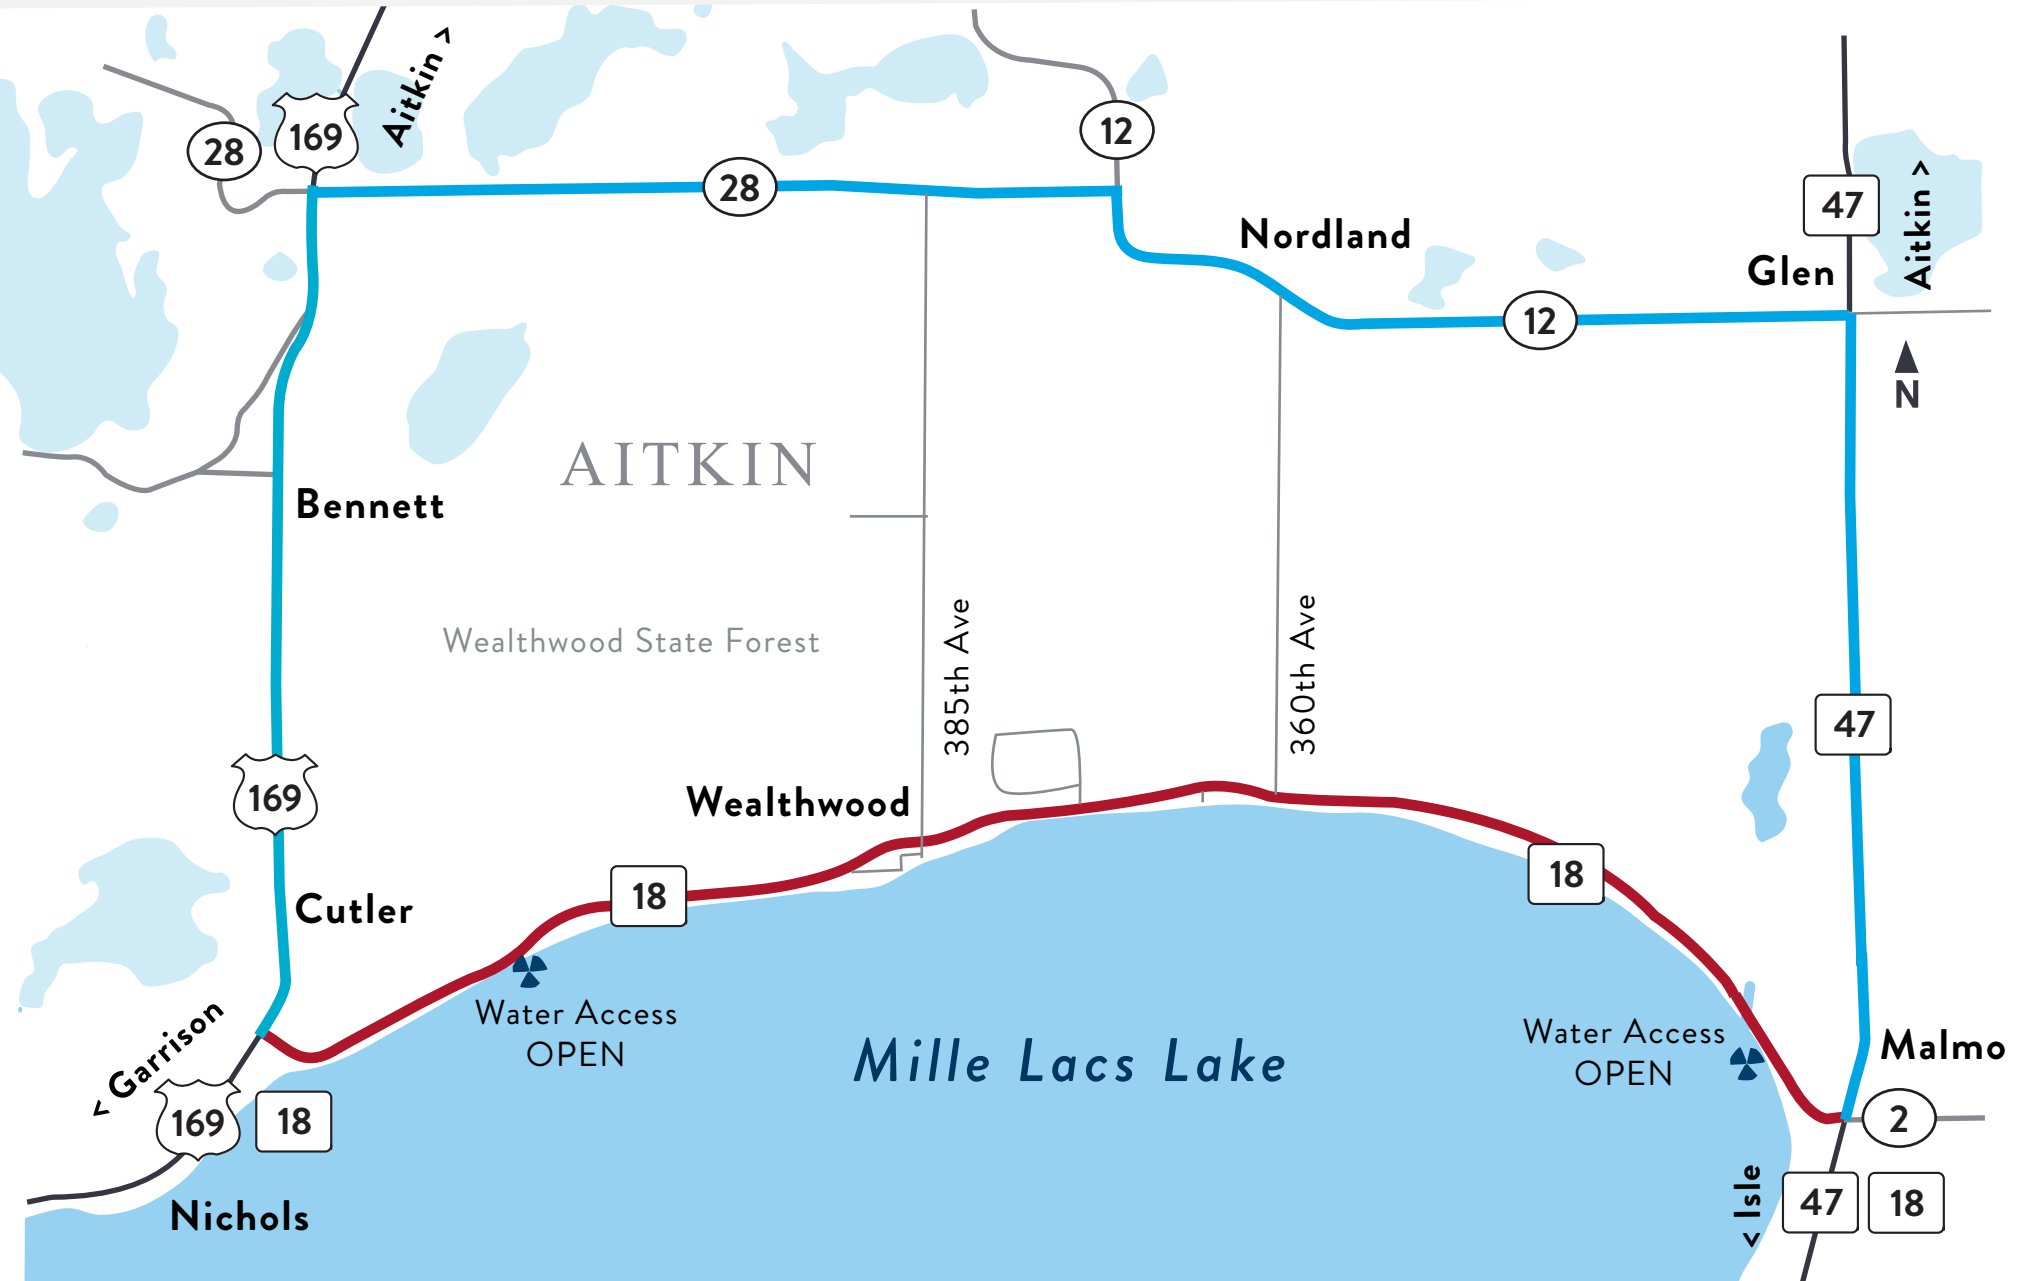 Aitkin >
169
28
12
28
47
Aitkin >
Nordland
Glen
12
N
AITKIN
Bennett
Wealthwood State Forest
385th Ave
360th Ave
47
169
Wealthwood
18
18
Cutler
Water Access
OPEN
Water Access
OPEN
Mille Lacs Lake
Malmo
< Garrison
169
18
2
Nichols
< Isle
47
18